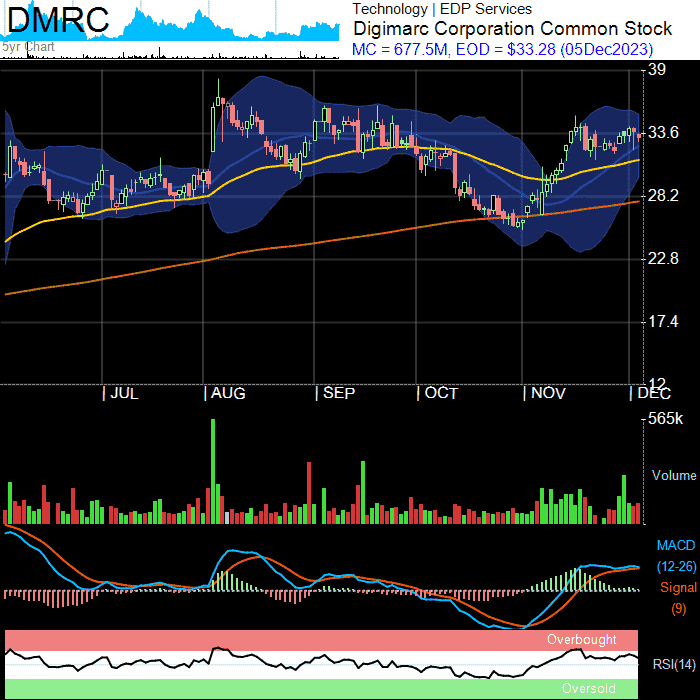 DMRC
5yr Chart
Technology | EDP Services
Digimarc Corporation Common Stock
MC = 677.5M, EOD = $33.28 (05Dec2023)
39
33.6
28.2
22.8
17.4
12
JUL AUG SEP OCT NOV DEC
565k
Volume
MACD
(12-26)
Signal
(9)
Overbought
RSI(14)
Oversold